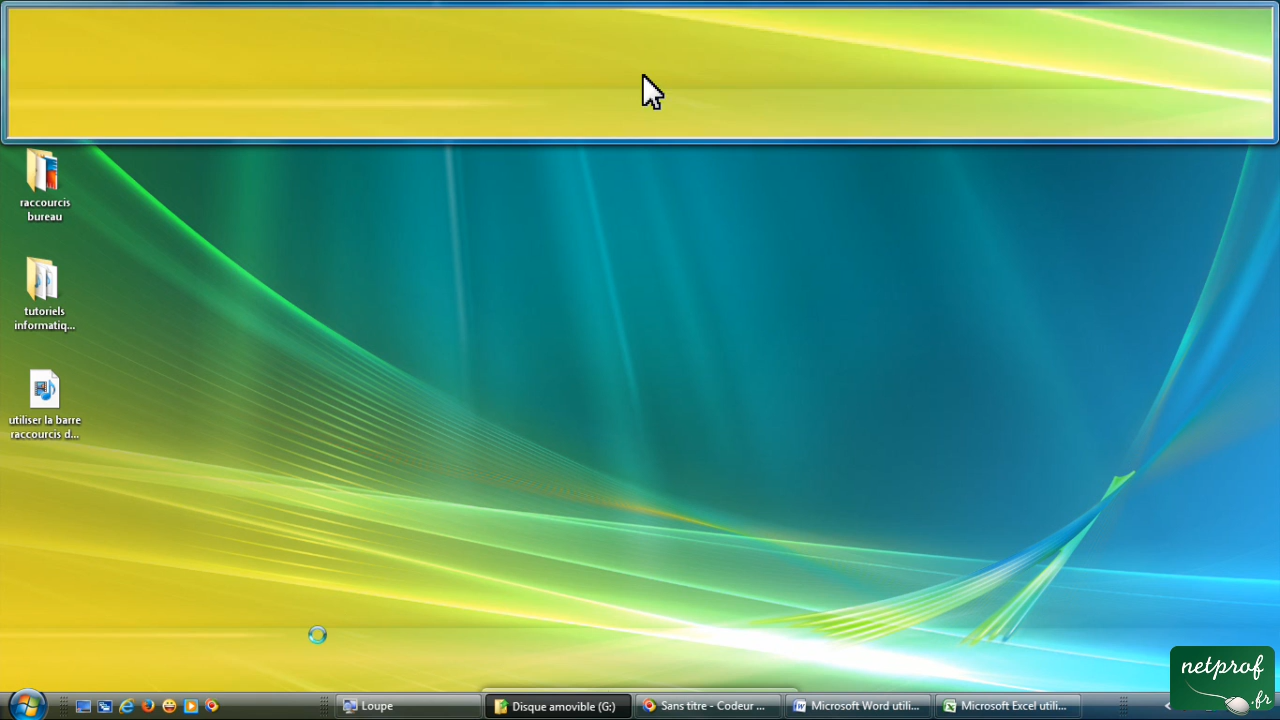 raccourcis
bureau
tutoriels
informatiq...
utiliser la barre
raccourcis d...
Loupe
Disque amovible (G:)
Sans titre - Codeur ...
Microsoft Word utili...
Microsoft Excel utili...
netprof
.fr